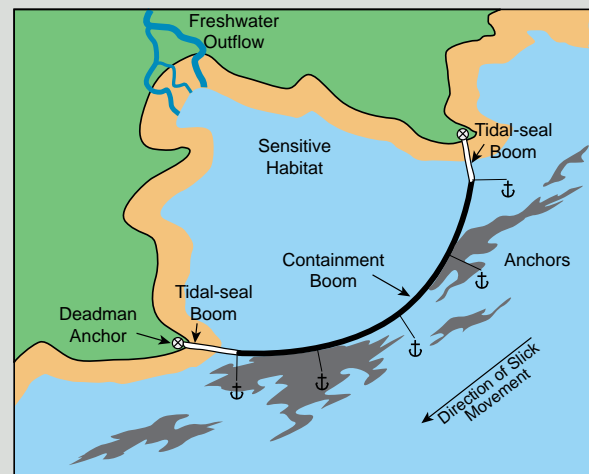 Freshwater
Outflow
Tidal-seal
Boom
Sensitive
Habitat
Containment
Boom
Anchors
Tidal-seal
Boom
Deadman
Anchor
Direction of Slick
Movement